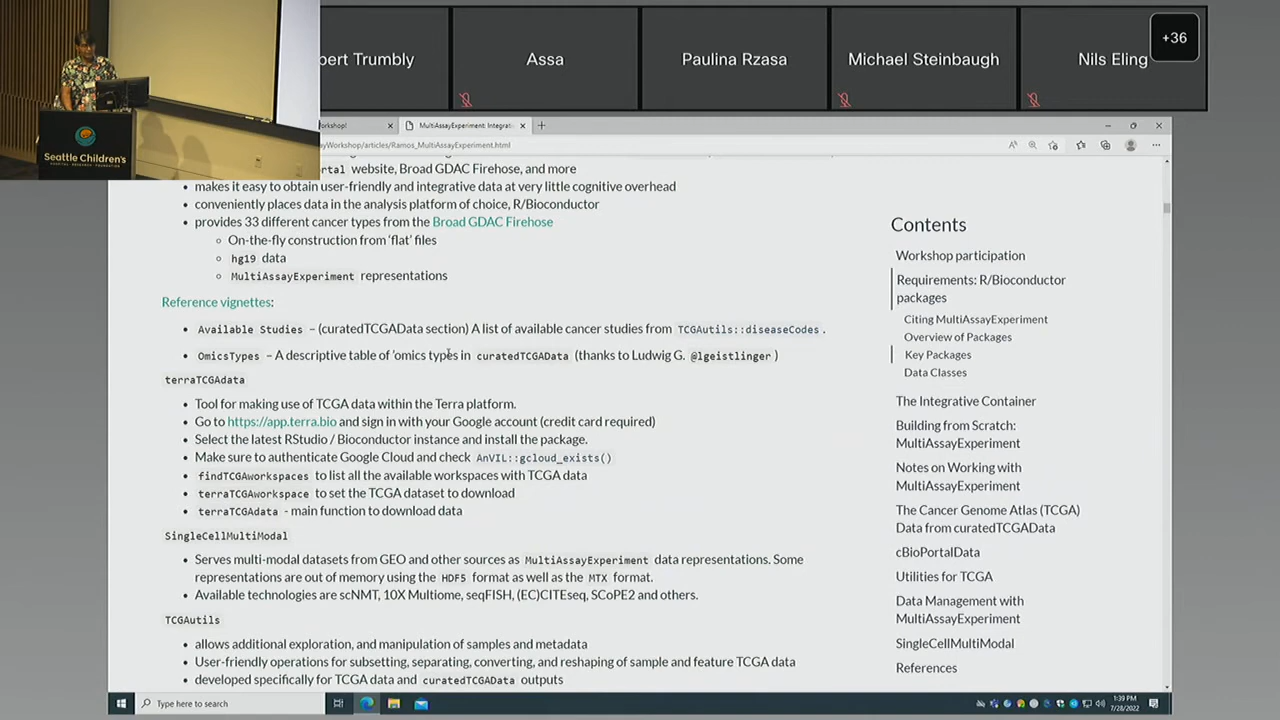 pert Trumbly
Assa
Paulina Rzasa
Michael Steinbaugh
Nils Eling
+36
Seattle Children's
MultiAssayExperiment: Integrat
Workshop/articles/Ramos_MultiAssayExperiment.html
website, Broad GDAC Firehose, and more
• makes it easy to obtain user-friendly and integrative data at very little cognitive overhead
• conveniently places data in the analysis platform of choice, R/Bioconductor
• provides 33 different cancer types from the Broad GDAC Firehose
◦ On-the-fly construction from 'flat' files
◦ hg19 data
◦ MultiAssayExperiment representations
Reference vignettes:
• Available Studies – (curatedTCGAData section) A list of available cancer studies from TCGAutils::diseaseCodes.
• OmicsTypes – A descriptive table of 'omics types in curatedTCGAData (thanks to Ludwig G. @lgeistlinger)
terraTCGAdata
• Tool for making use of TCGA data within the Terra platform.
• Go to https://app.terra.bio and sign in with your Google account (credit card required)
• Select the latest RStudio / Bioconductor instance and install the package.
• Make sure to authenticate Google Cloud and check AnVIL::gcloud_exists()
• findTCGAworkspaces to list all the available workspaces with TCGA data
• terraTCGAworkspace to set the TCGA dataset to download
• terraTCGAdata - main function to download data
SingleCellMultiModal
• Serves multi-modal datasets from GEO and other sources as MultiAssayExperiment data representations. Some
representations are out of memory using the HDF5 format as well as the MTX format.
• Available technologies are scNMT, 10X Multiome, seqFISH, (EC)CITEseq, SCoPE2 and others.
TCGAutils
• allows additional exploration, and manipulation of samples and metadata
• User-friendly operations for subsetting, separating, converting, and reshaping of sample and feature TCGA data
• developed specifically for TCGA data and curatedTCGAData outputs
Contents
Workshop participation
Requirements: R/Bioconductor
packages
Citing MultiAssayExperiment
Overview of Packages
Key Packages
Data Classes
The Integrative Container
Building from Scratch:
MultiAssayExperiment
Notes on Working with
MultiAssayExperiment
The Cancer Genome Atlas (TCGA)
Data from curatedTCGAData
cBioPortalData
Utilities for TCGA
Data Management with
MultiAssayExperiment
SingleCellMultiModal
References
Type here to search
1:39 PM
7/28/2022